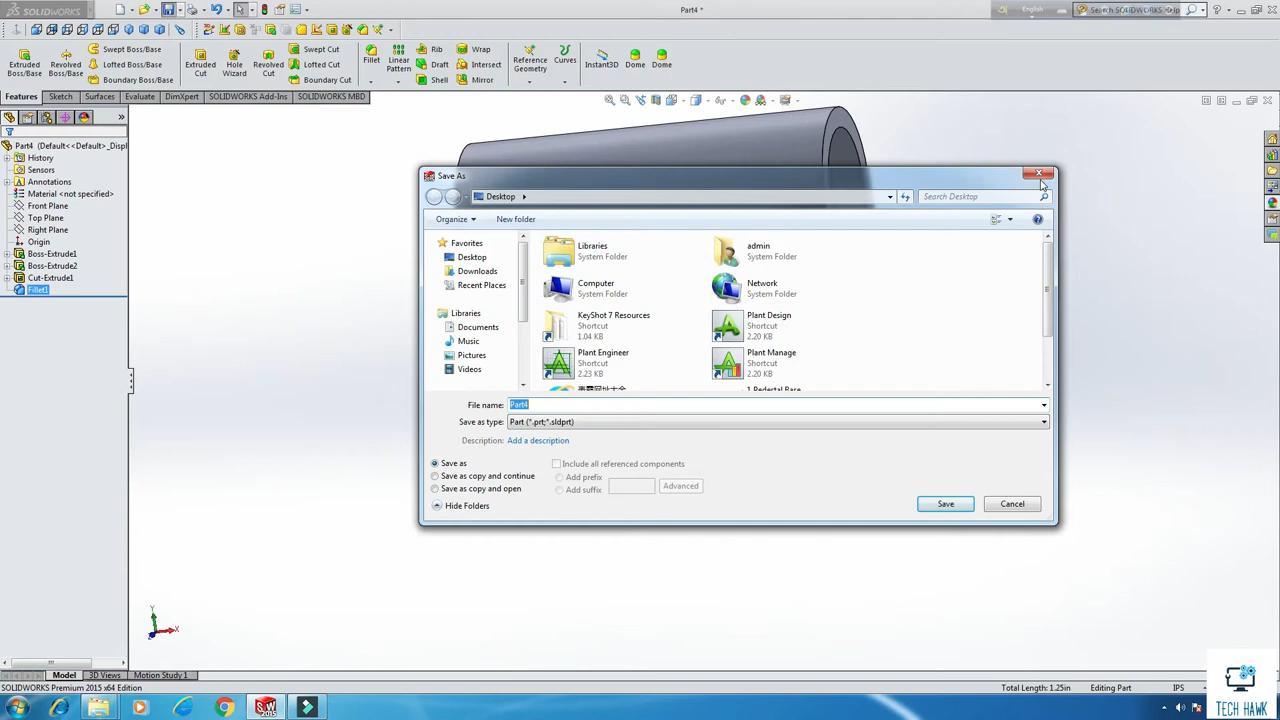 SOLIDWORKS
Part4 *
English
Search SOLIDWORKS Help
Extruded Boss/Base
Revolved Boss/Base
Swept Boss/Base
Lofted Boss/Base
Boundary Boss/Base
Extruded Cut
Hole Wizard
Revolved Cut
Swept Cut
Lofted Cut
Boundary Cut
Fillet
Linear Pattern
Rib
Draft
Shell
Wrap
Intersect
Mirror
Reference Geometry
Curves
Instant3D
Dome
Dome
Features
Sketch
Surfaces
Evaluate
DimXpert
SOLIDWORKS Add-Ins
SOLIDWORKS MBD
Part4 (Default<<Default>_Displ
History
Sensors
Annotations
Material <not specified>
Front Plane
Top Plane
Right Plane
Origin
Boss-Extrude1
Boss-Extrude2
Cut-Extrude1
Fillet1
Save As
Desktop
Search Desktop
Organize
New folder
Favorites
Desktop
Downloads
Recent Places
Libraries
Documents
Music
Pictures
Videos
Libraries
System Folder
admin
System Folder
Computer
System Folder
Network
System Folder
KeyShot 7 Resources
Shortcut
1.04 KB
Plant Design
Shortcut
2.20 KB
Plant Engineer
Shortcut
2.23 KB
Plant Manage
Shortcut
2.20 KB
1 Pedestal Base
File name: Part4
Save as type: Part (*.prt;*.sldprt)
Description: Add a description
Save as
Save as copy and continue
Save as copy and open
Include all referenced components
Add prefix
Add suffix
Advanced
Hide Folders
Save
Cancel
Y
X
Z
Model
3D Views
Motion Study 1
SOLIDWORKS Premium 2015 x64 Edition
Total Length: 1.25in
Editing Part
IPS
SW
2015
TECH HAWK